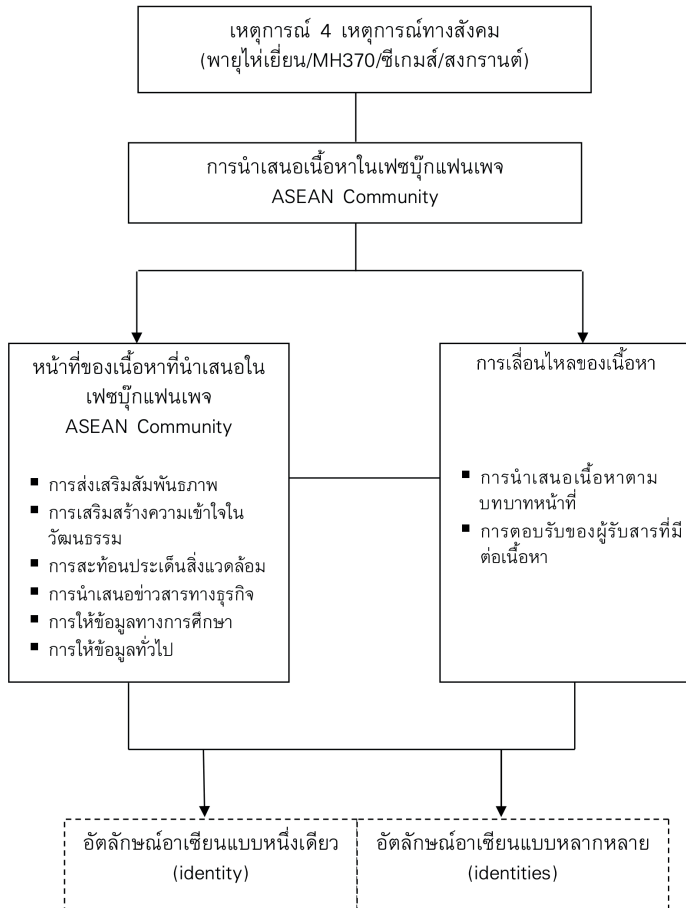 เหตุการณ์ 4 เหตุการณ์ทางสังคม
(พายุไห่เยี่ยน/MH370/ซีเกมส์/สงกรานต์)
การนำเสนอเนื้อหาในเฟซบุ๊กแฟนเพจ
ASEAN Community
หน้าที่ของเนื้อหาที่นำเสนอใน
เฟซบุ๊กแฟนเพจ
ASEAN Community
▪ การส่งเสริมสัมพันธภาพ
▪ การเสริมสร้างความเข้าใจใน
วัฒนธรรม
▪ การสะท้อนประเด็นสิ่งแวดล้อม
▪ การนำเสนอข่าวสารทางธุรกิจ
▪ การให้ข้อมูลทางการศึกษา
▪ การให้ข้อมูลทั่วไป
การเลื่อนไหลของเนื้อหา
▪ การนำเสนอเนื้อหาตาม
บทบาทหน้าที่
▪ การตอบรับของผู้รับสารที่มี
ต่อเนื้อหา
อัตลักษณ์อาเซียนแบบหนึ่งเดียว
(identity)
อัตลักษณ์อาเซียนแบบหลากหลาย
(identities)